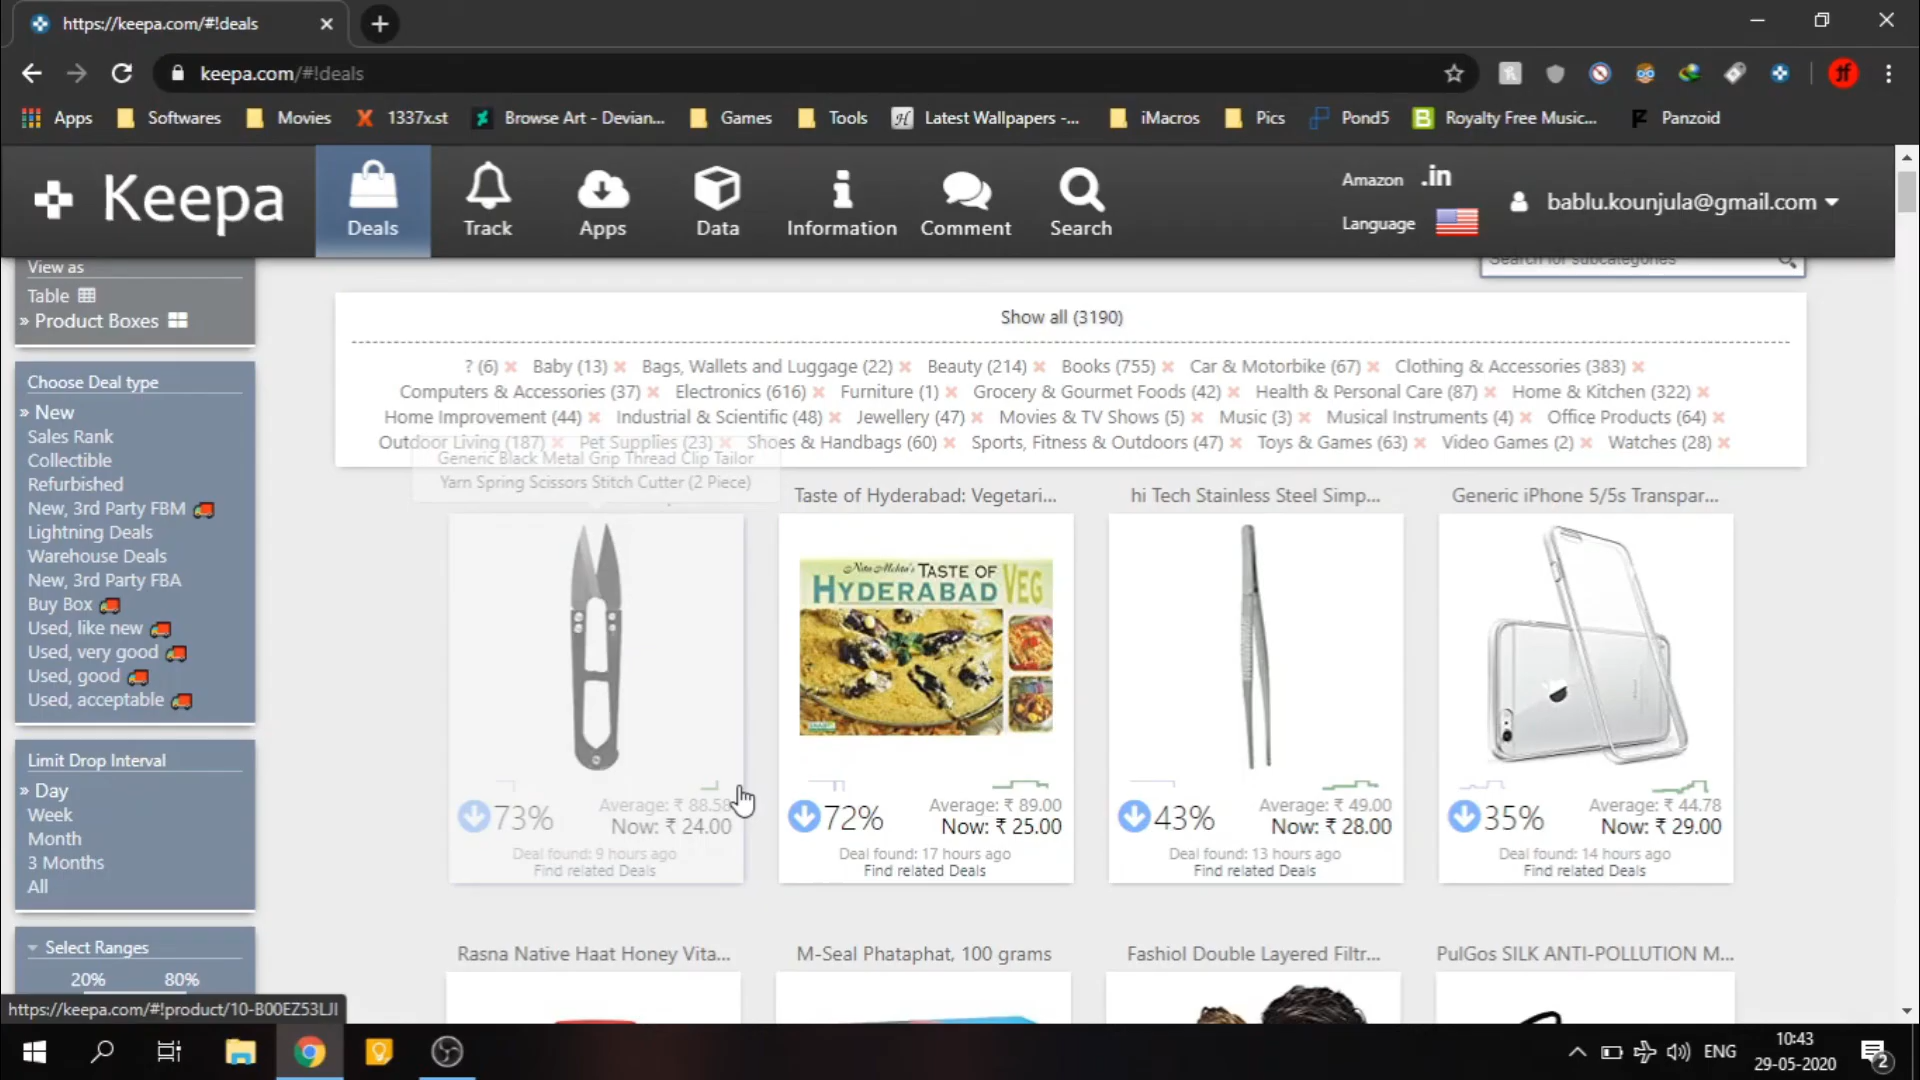 https://keepa.com/#!deals
keepa.com/#!deals
Apps Softwares Movies 1337x.st Browse Art - Devian... Games Tools Latest Wallpapers -... iMacros Pics Pond5 Royalty Free Music... Panzoid
Keepa
Deals
Track
Apps
Data
Information
Comment
Search
Amazon .in
Language
bablu.kounjula@gmail.com
View as
Table
» Product Boxes
Choose Deal type
» New
Sales Rank
Collectible
Refurbished
New, 3rd Party FBM
Lightning Deals
Warehouse Deals
New, 3rd Party FBA
Buy Box
Used, like new
Used, very good
Used, good
Used, acceptable
Limit Drop Interval
» Day
Week
Month
3 Months
All
Select Ranges
20% 80%
Search for subcategories
Show all (3190)
? (6) Baby (13) Bags, Wallets and Luggage (22) Beauty (214) Books (755) Car & Motorbike (67) Clothing & Accessories (383)
Computers & Accessories (37) Electronics (616) Furniture (1) Grocery & Gourmet Foods (42) Health & Personal Care (87) Home & Kitchen (322)
Home Improvement (44) Industrial & Scientific (48) Jewellery (47) Movies & TV Shows (5) Music (3) Musical Instruments (4) Office Products (64)
Outdoor Living (187) Pet Supplies (23) Shoes & Handbags (60) Sports, Fitness & Outdoors (47) Toys & Games (63) Video Games (2) Watches (28)
Generic Black Metal Grip Thread Clip Tailor
Yarn Spring Scissors Stitch Cutter (2 Piece)
73%
Average: ₹ 88.58
Now: ₹ 24.00
Deal found: 9 hours ago
Find related Deals
Taste of Hyderabad: Vegetari...
Nita Mehta's TASTE OF
HYDERABAD VEG
72%
Average: ₹ 89.00
Now: ₹ 25.00
Deal found: 17 hours ago
Find related Deals
hi Tech Stainless Steel Simp...
43%
Average: ₹ 49.00
Now: ₹ 28.00
Deal found: 13 hours ago
Find related Deals
Generic iPhone 5/5s Transpar...
35%
Average: ₹ 44.78
Now: ₹ 29.00
Deal found: 14 hours ago
Find related Deals
Rasna Native Haat Honey Vita...
M-Seal Phataphat, 100 grams
Fashiol Double Layered Filtr...
PulGos SILK ANTI-POLLUTION M...
https://keepa.com/#!product/10-B00EZ53LJI
ENG
10:43
29-05-2020
2